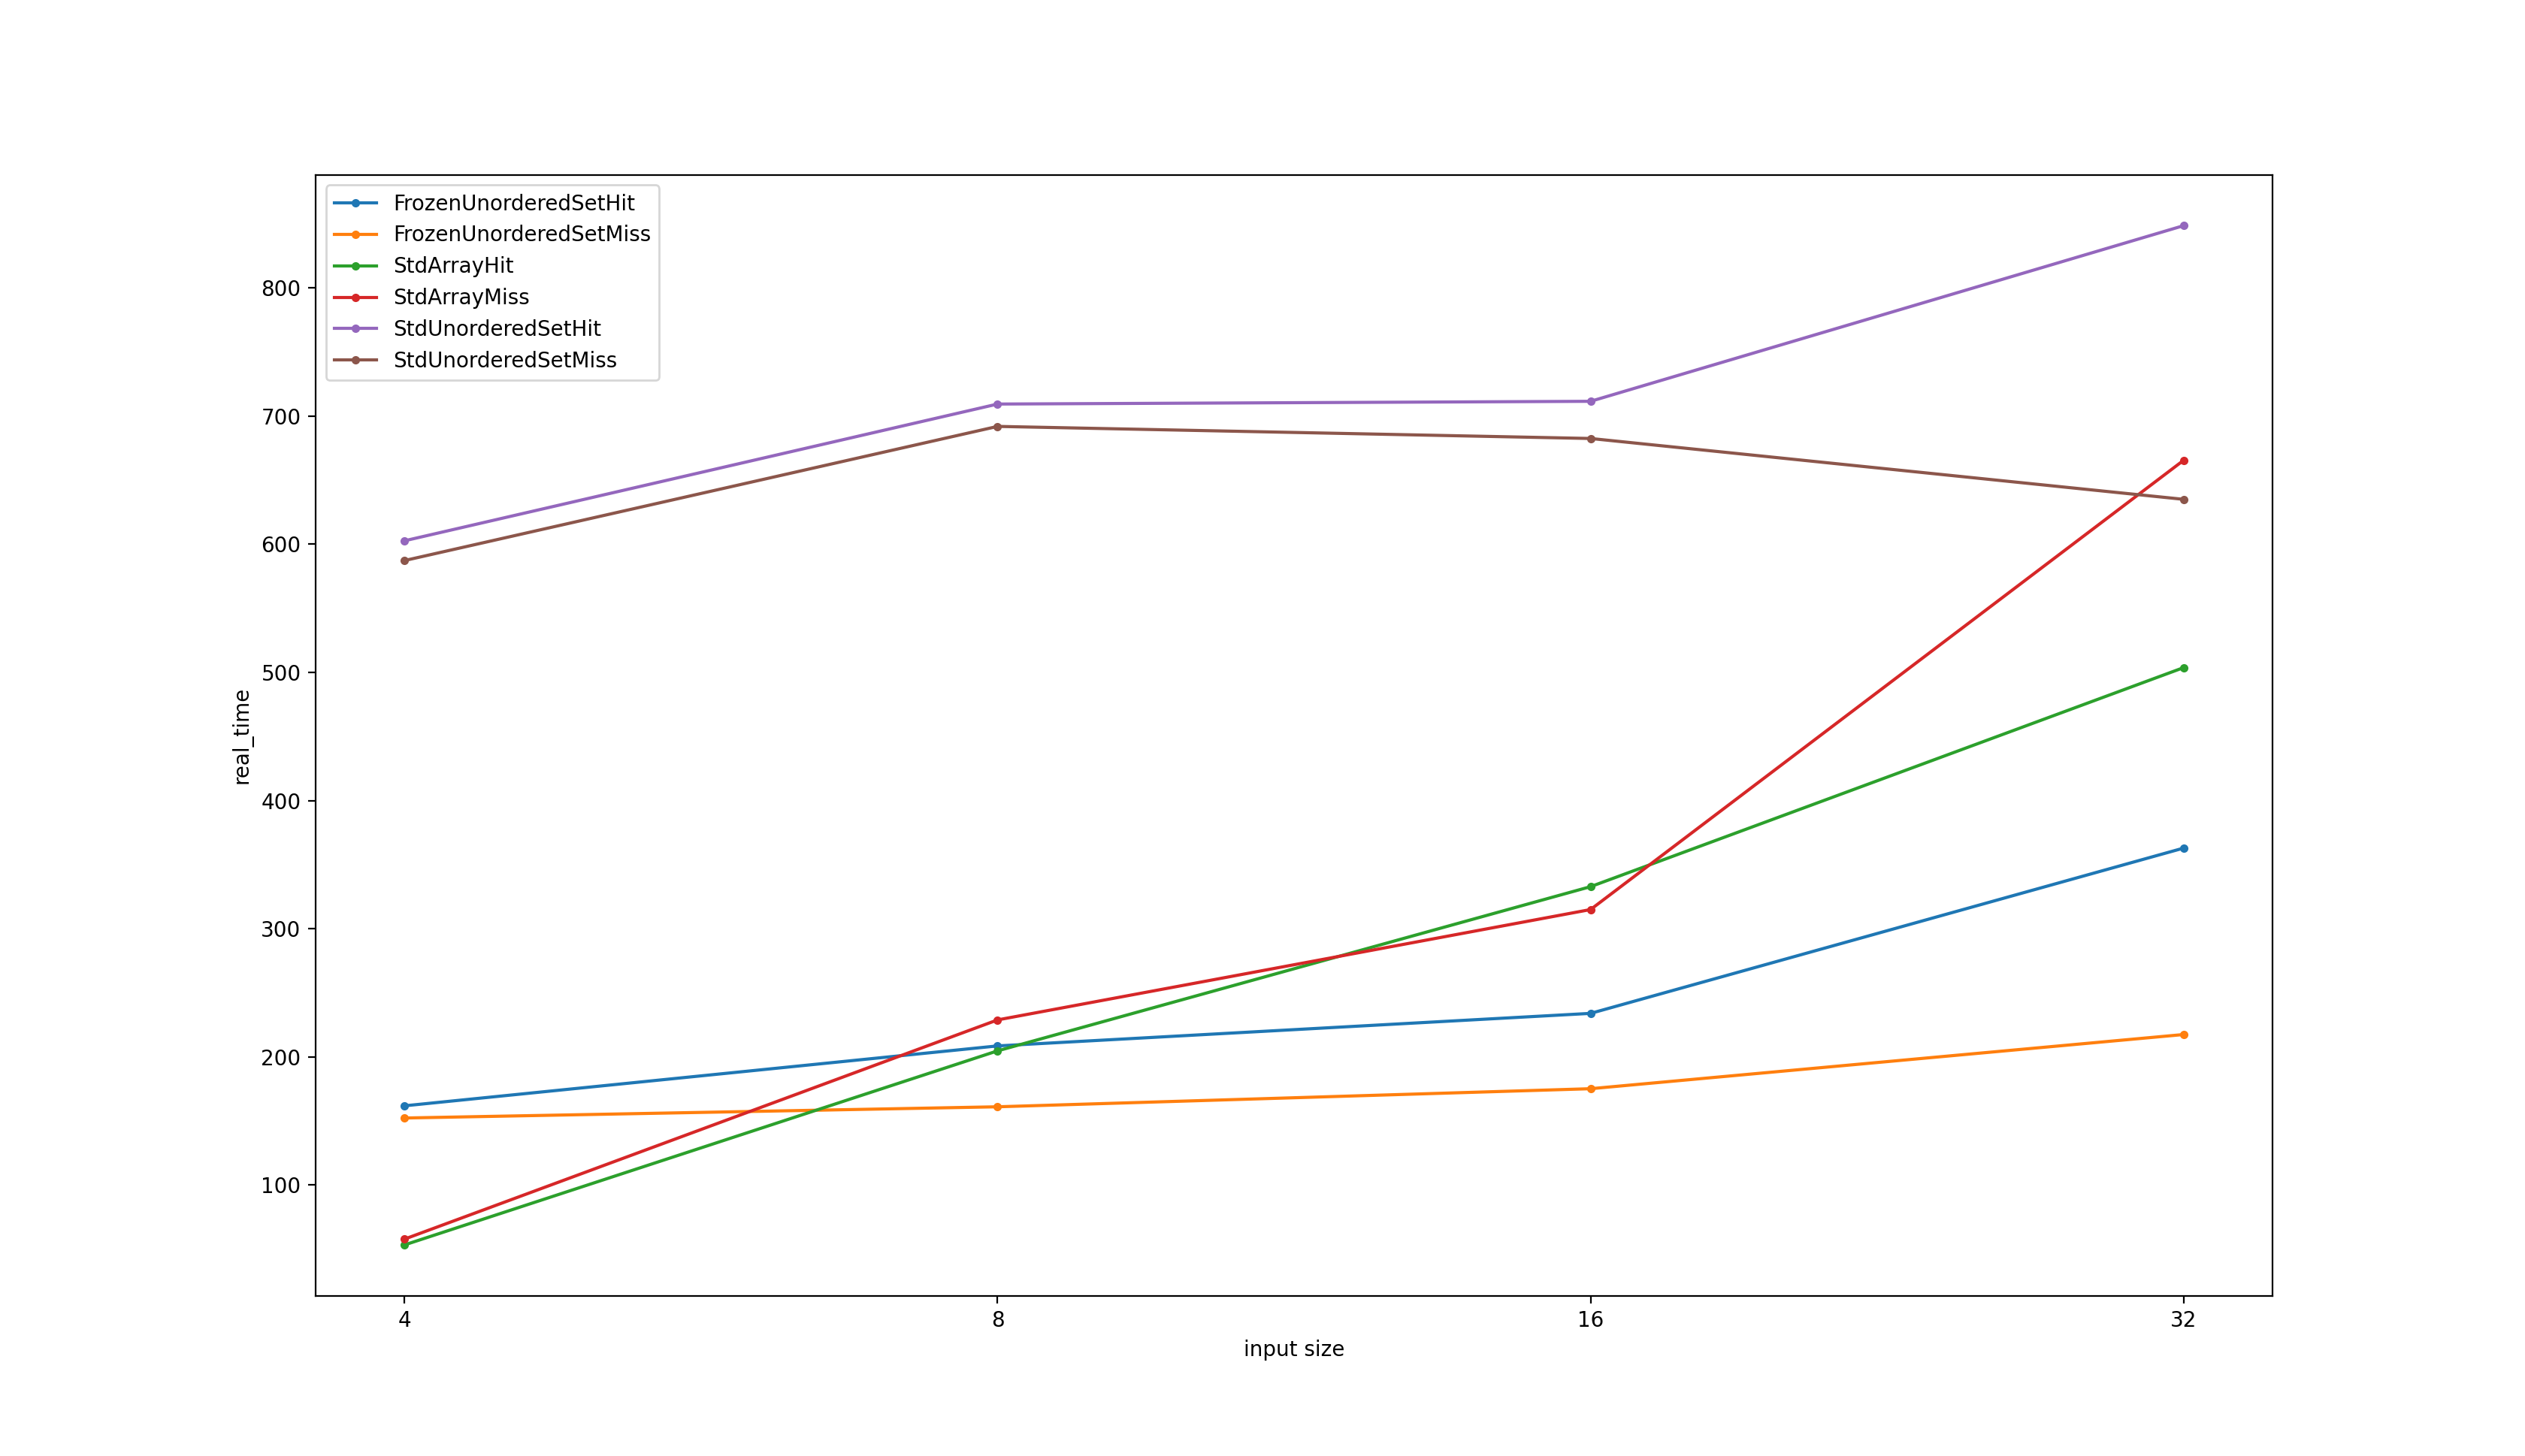 FrozenUnorderedSetHit
FrozenUnorderedSetMiss
StdArrayHit
StdArrayMiss
StdUnorderedSetHit
StdUnorderedSetMiss
800
700
600
500
400
300
200
100
real_time
4 8 16 32
input size